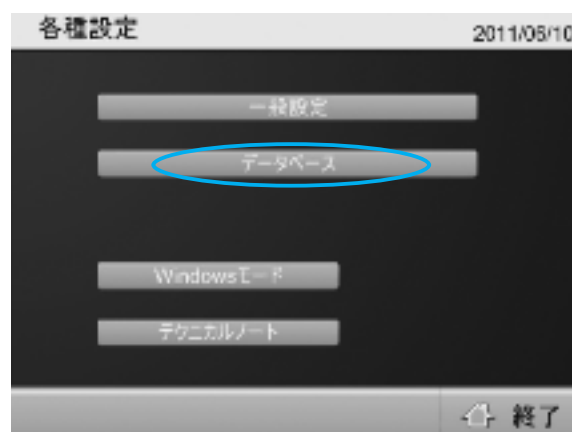 各種設定
2011/06/10
一般設定
データベース
Windowsモード
テクニカルノート
終了